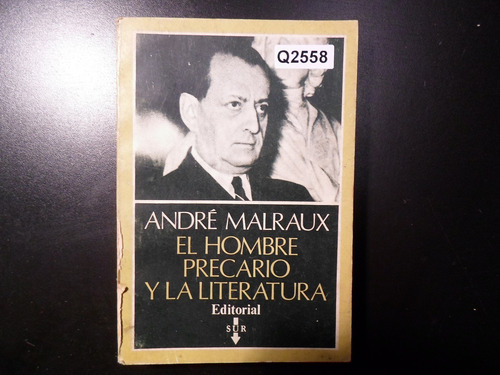 Q2558
ANDRÉ MALRAUX
EL HOMBRE
PRECARIO
Y LA LITERATURA
Editorial
SUR